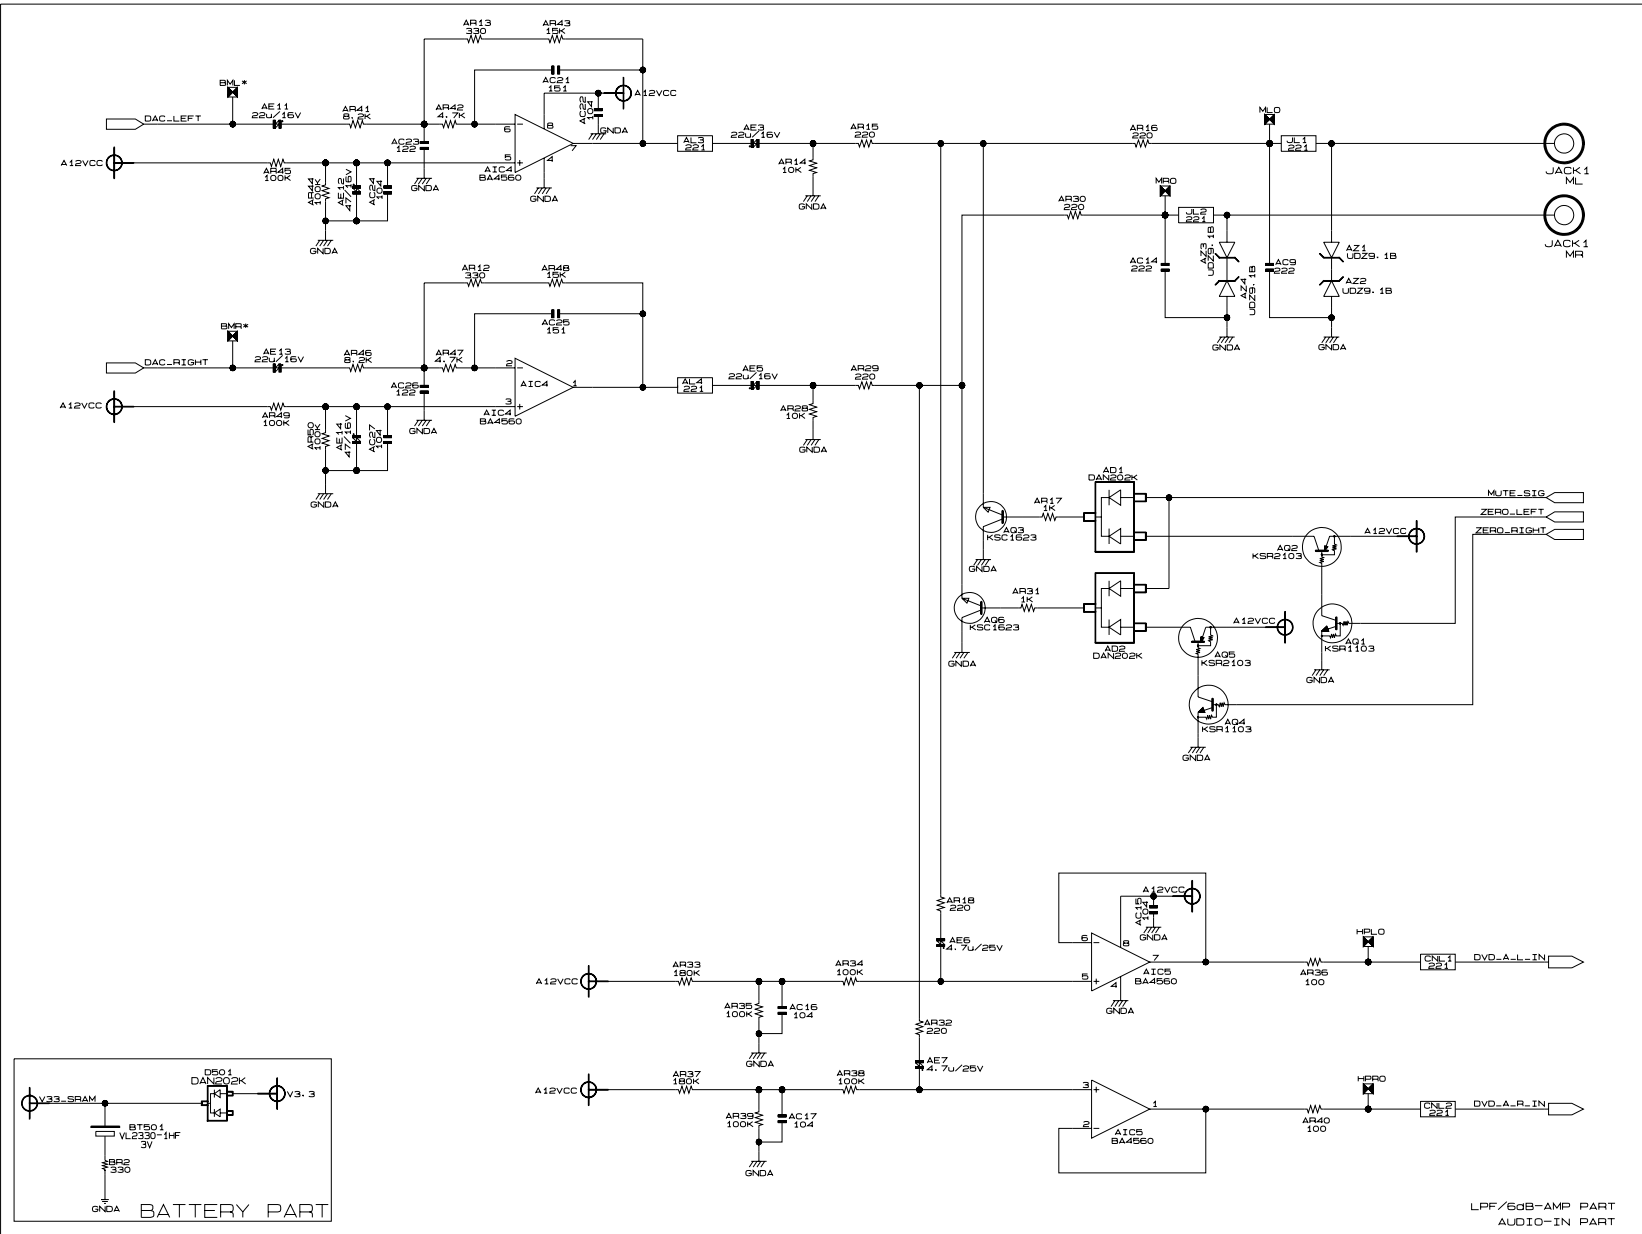 AR13
330
AR43
15K
AC21
151
BML*
AE11
22u/16V
AR41
8.2K
AR42
4.7K
AC22
104
A12VCC
GNDA
DAC_LEFT
6
8
7
5
4
AC23
122
A12VCC
AR45
100K
AR44
100K
AE12
47/16V
AC24
104
GNDA
AIC4
BA4560
GNDA
GNDA
AL3
221
AE3
22u/16V
AR15
220
AR14
10K
GNDA
AR16
220
MLO
JL1
221
JACK1
ML
AR30
220
MRO
JL2
221
JACK1
MR
AC14
222
AZ3
UDZ9.1B
AZ4
UDZ9.1B
AC9
222
AZ1
UDZ9.1B
AZ2
UDZ9.1B
GNDA
GNDA
AR12
330
AR48
15K
AC25
151
BMR*
AE13
22u/16V
AR46
8.2K
AR47
4.7K
DAC_RIGHT
2
AIC4
1
3
AC26
122
A12VCC
AR49
100K
AR50
100K
AE14
47/16V
AC27
104
GNDA
AIC4
BA4560
GNDA
AL4
221
AE5
22u/16V
AR29
220
AR28
10K
GNDA
AD1
DAN202K
AR17
1K
AQ3
KSC1623
GNDA
MUTE_SIG
ZERO_LEFT
ZERO_RIGHT
A12VCC
AQ2
KSR2103
AR31
1K
AQ6
KSC1623
GNDA
AD2
DAN202K
A12VCC
AQ5
KSR2103
AQ1
KSR1103
GNDA
AQ4
KSR1103
GNDA
AR18
220
AE6
4.7u/25V
A12VCC
AC15
104
GNDA
6
8
7
5
4
AIC5
BA4560
GNDA
HPLO
AR36
100
CNL1
221
DVD_A_L_IN
A12VCC
AR33
180K
AR34
100K
AR35
100K
AC16
104
GNDA
AR32
220
AE7
4.7u/25V
A12VCC
AR37
180K
AR38
100K
AR39
100K
AC17
104
GNDA
3
1
2
AIC5
BA4560
HPRO
AR40
100
CNL2
221
DVD_A_R_IN
D501
DAN202K
V33_SRAM
V3.3
BT501
VL2330-1HF
3V
BR2
330
GNDA
BATTERY PART
LPF/6dB-AMP PART
AUDIO-IN PART